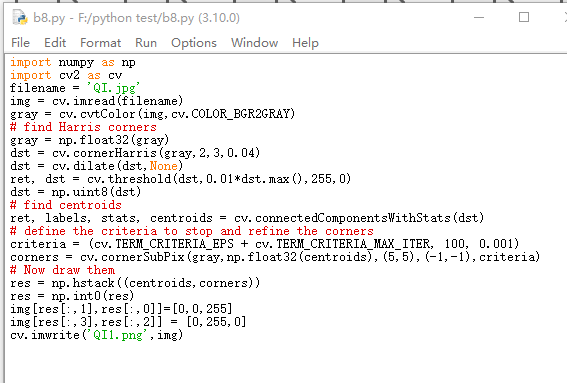 b8.py - F:/python test/b8.py (3.10.0)
File Edit Format Run Options Window Help
import numpy as np
import cv2 as cv
filename = 'QI.jpg'
img = cv.imread(filename)
gray = cv.cvtColor(img,cv.COLOR_BGR2GRAY)
# find Harris corners
gray = np.float32(gray)
dst = cv.cornerHarris(gray,2,3,0.04)
dst = cv.dilate(dst,None)
ret, dst = cv.threshold(dst,0.01*dst.max(),255,0)
dst = np.uint8(dst)
# find centroids
ret, labels, stats, centroids = cv.connectedComponentsWithStats(dst)
# define the criteria to stop and refine the corners
criteria = (cv.TERM_CRITERIA_EPS + cv.TERM_CRITERIA_MAX_ITER, 100, 0.001)
corners = cv.cornerSubPix(gray,np.float32(centroids),(5,5),(-1,-1),criteria)
# Now draw them
res = np.hstack((centroids,corners))
res = np.int0(res)
img[res[:,1],res[:,0]]=[0,0,255]
img[res[:,3],res[:,2]] = [0,255,0]
cv.imwrite('QI1.png',img)